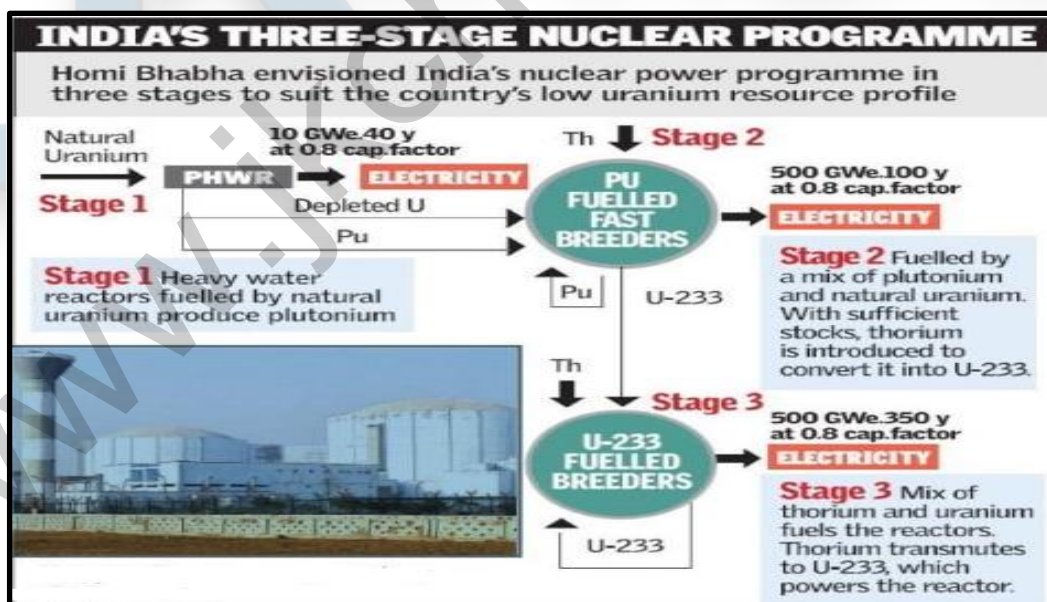 INDIA'S THREE-STAGE NUCLEAR PROGRAMME
Homi Bhabha envisioned India's nuclear power programme in
three stages to suit the country's low uranium resource profile
Natural
Uranium
10 GWe.40 y
at 0.8 cap.factor
PHWR
ELECTRICITY
Stage 1
Depleted U
Pu
Th
Stage 2
PU
FUELLED
FAST
BREEDERS
500 GWe.100 y
at 0.8 cap.factor
ELECTRICITY
Stage 1 Heavy water
reactors fuelled by natural
uranium produce plutonium
Pu
U-233
Stage 2 Fuelled by
a mix of plutonium
and natural uranium.
With sufficient
stocks, thorium
is introduced to
convert it into U-233.
Th
Stage 3
U-233
FUELLED
BREEDERS
500 GWe.350 y
at 0.8 cap.factor
ELECTRICITY
U-233
Stage 3 Mix of
thorium and uranium
fuels the reactors.
Thorium transmutes
to U-233, which
powers the reactor.